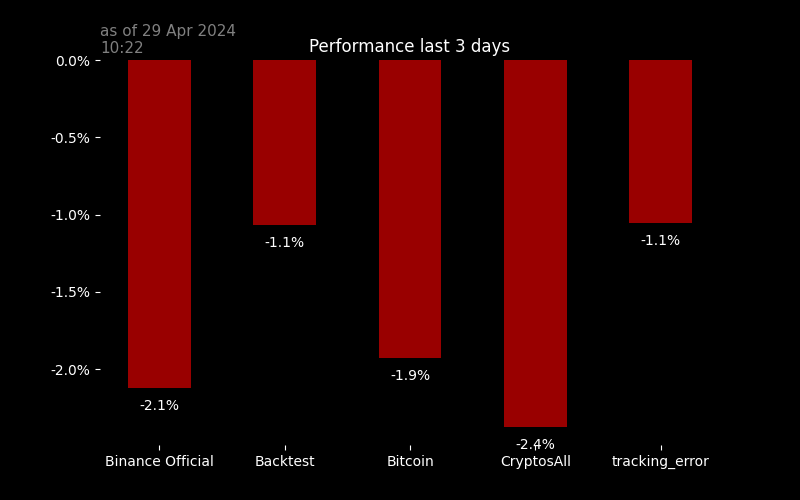 as of 29 Apr 2024
10:22
Performance last 3 days
0.0%
-0.5%
-1.0%
-1.5%
-2.0%
-2.1%
-1.1%
-1.9%
-2.4%
-1.1%
Binance Official
Backtest
Bitcoin
CryptosAll
tracking_error